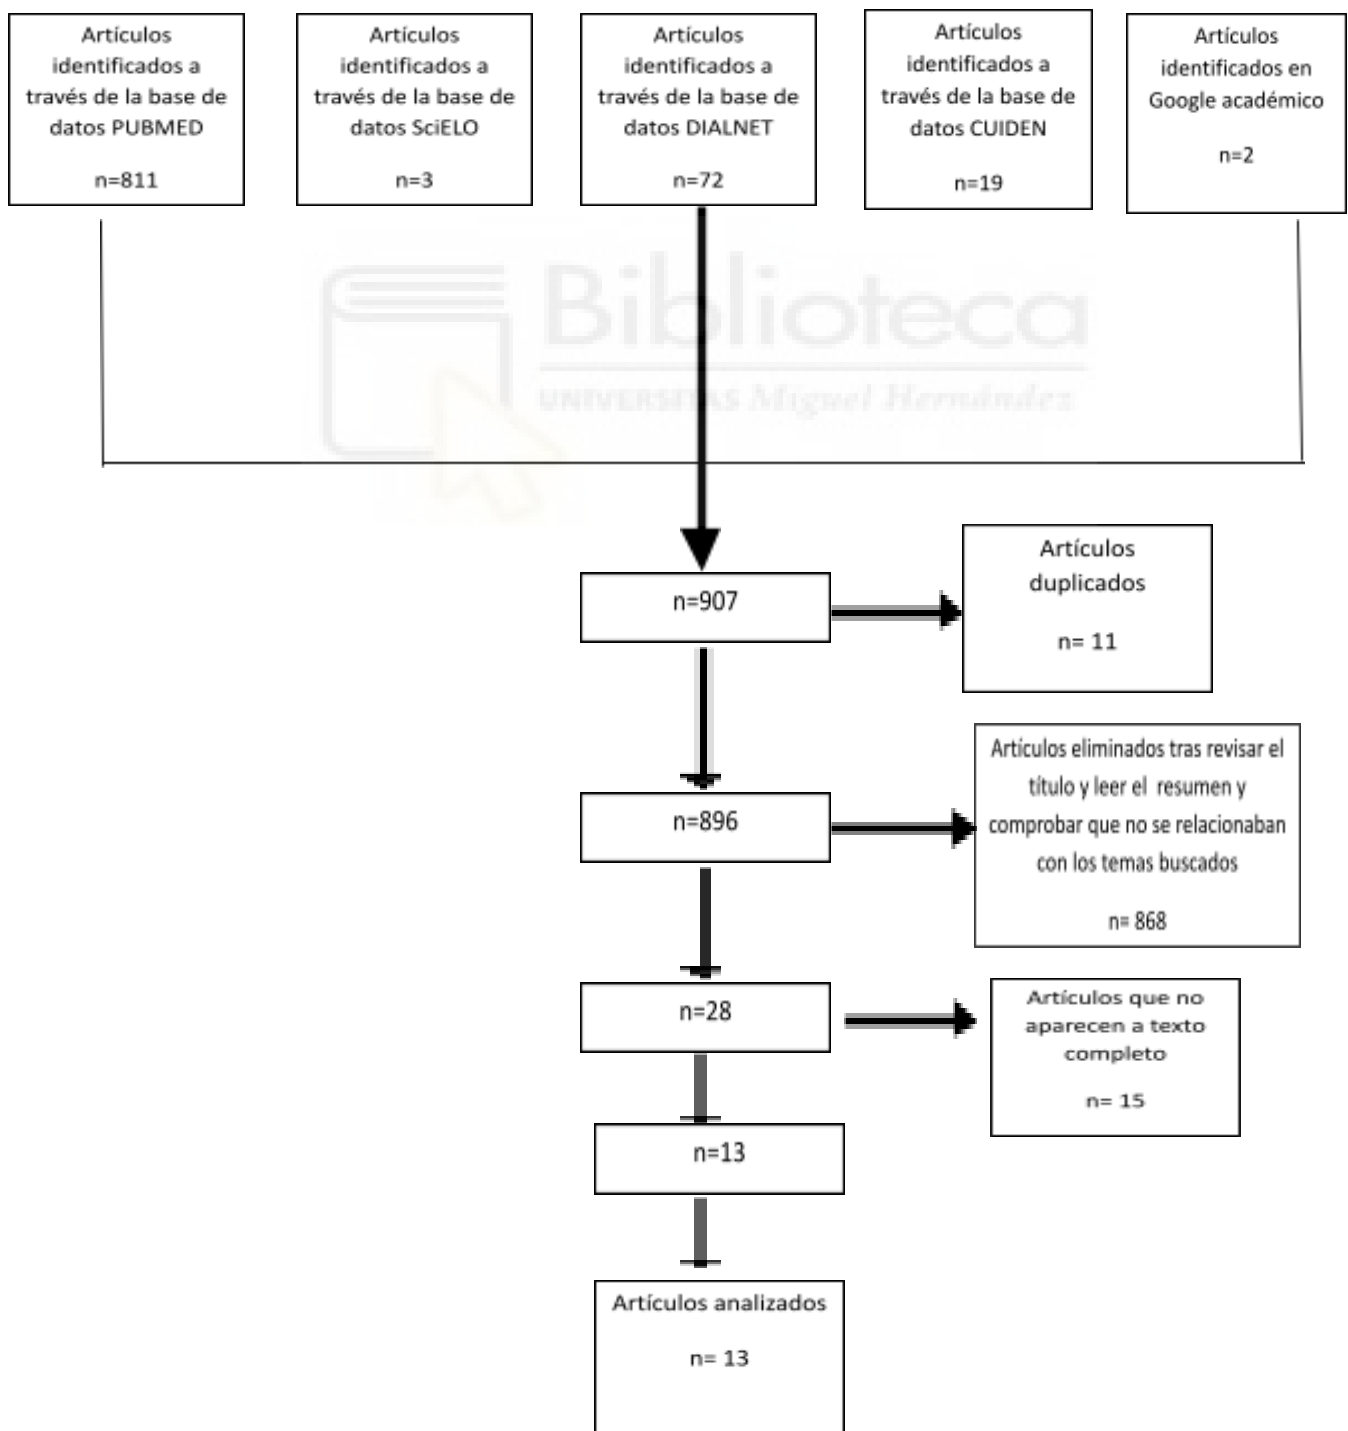 Artículos
identificados a
través de la base de
datos PUBMED
n=811
Artículos
identificados a
través de la base de
datos SciELO
n=3
Artículos
identificados a
través de la base de
datos DIALNET
n=72
Artículos
identificados a
través de la base de
datos CUIDEN
n=19
Artículos
identificados en
Google académico
n=2
Biblioteca
UNIVERSITAS Miguel Hernández
n=907
Artículos
duplicados
n= 11
n=896
Artículos eliminados tras revisar el
título y leer el resumen y
comprobar que no se relacionaban
con los temas buscados
n= 868
n=28
Artículos que no
aparecen a texto
completo
n= 15
n=13
Artículos analizados
n= 13